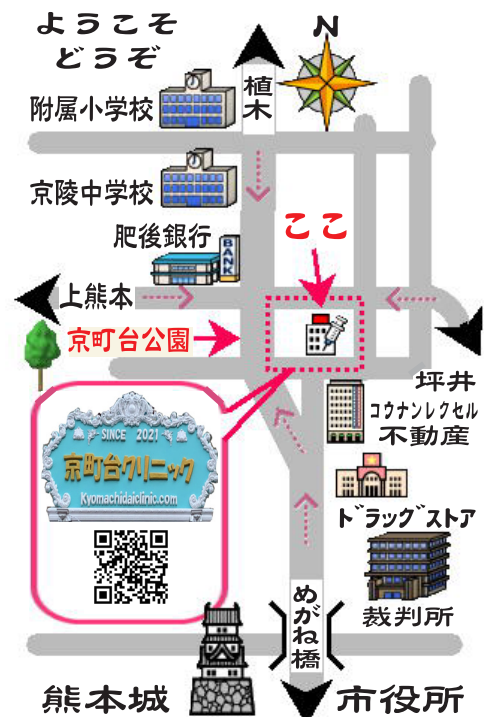 ようこそ
どうぞ
N
植木
附属小学校
京陵中学校
肥後銀行
BANK
ここ
上熊本
京町台公園
坪井
コウナンレクセル
不動産
SINCE 2021
京町台クリニック
Kyomachidaiclinic.com
ドラッグストア
裁判所
めがね橋
熊本城
市役所